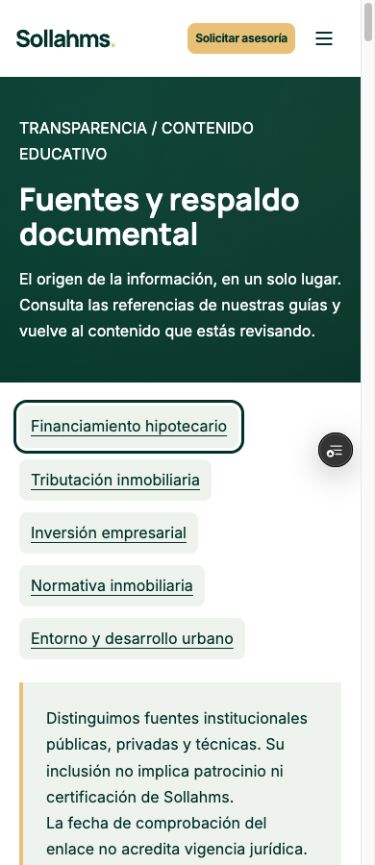 Sollahms.
Solicitar asesoría
TRANSPARENCIA / CONTENIDO
EDUCATIVO
Fuentes y respaldo
documental
El origen de la información, en un solo lugar.
Consulta las referencias de nuestras guías y
vuelve al contenido que estás revisando.
Financiamiento hipotecario
Tributación inmobiliaria
Inversión empresarial
Normativa inmobiliaria
Entorno y desarrollo urbano
Distinguimos fuentes institucionales
públicas, privadas y técnicas. Su
inclusión no implica patrocinio ni
certificación de Sollahms.
La fecha de comprobación del
enlace no acredita vigencia jurídica.